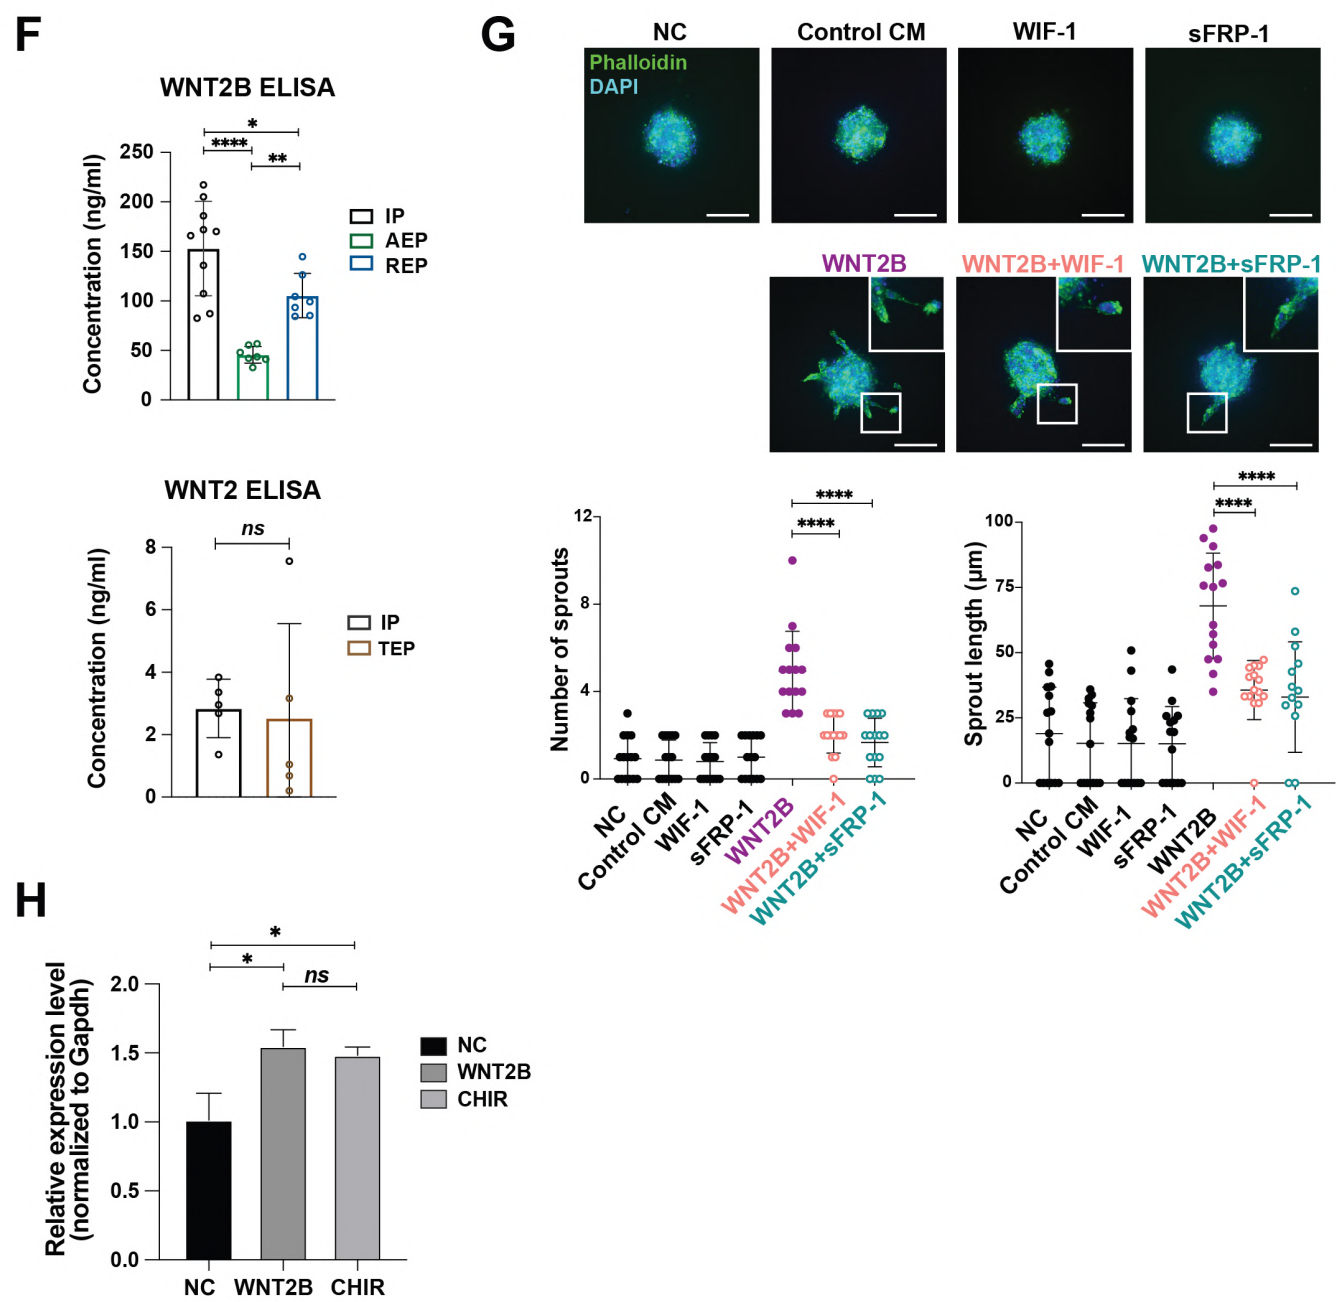 F
WNT2B ELISA
*
****
**
Concentration (ng/ml)
250
200
150
100
50
0
IP
AEP
REP
WNT2 ELISA
ns
Concentration (ng/ml)
8
6
4
2
0
IP
TEP
G
NC
Control CM
WIF-1
sFRP-1
Phalloidin
DAPI
WNT2B
WNT2B+WIF-1
WNT2B+sFRP-1
****
****
Number of sprouts
12
8
4
0
NC
Control CM
WIF-1
sFRP-1
WNT2B
WNT2B+WIF-1
WNT2B+sFRP-1
****
****
Sprout length (µm)
100
75
50
25
0
NC
Control CM
WIF-1
sFRP-1
WNT2B
WNT2B+WIF-1
WNT2B+sFRP-1
H
*
*
ns
Relative expression level
(normalized to Gapdh)
2.0
1.5
1.0
0.5
0.0
NC
WNT2B
CHIR
NC
WNT2B
CHIR